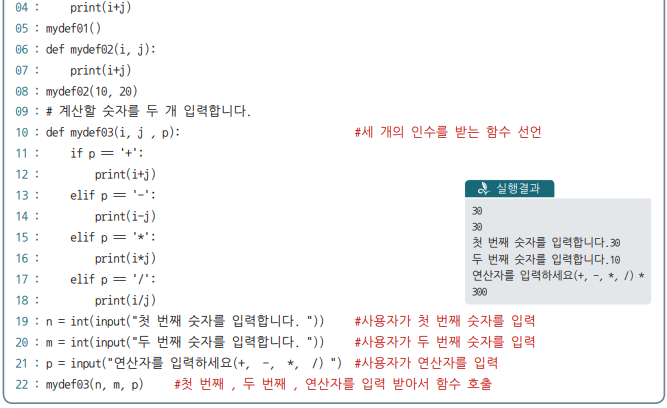 04 :     print(i+j)
05 : mydef01()
06 : def mydef02(i, j):
07 :     print(i+j)
08 : mydef02(10, 20)
09 : # 계산할 숫자를 두 개 입력합니다.
10 : def mydef03(i, j , p):     #세 개의 인수를 받는 함수 선언
11 :     if p == '+':
12 :         print(i+j)
13 :     elif p == '-':
14 :         print(i-j)
15 :     elif p == '*':
16 :         print(i*j)
17 :     elif p == '/':
18 :         print(i/j)
19 : n = int(input("첫 번째 숫자를 입력합니다. "))     #사용자가 첫 번째 숫자를 입력
20 : m = int(input("두 번째 숫자를 입력합니다. "))     #사용자가 두 번째 숫자를 입력
21 : p = input("연산자를 입력하세요(+,  -,  *,  /) ")  #사용자가 연산자를 입력
22 : mydef03(n, m, p)     #첫 번째 , 두 번째 , 연산자를 입력 받아서 함수 호출
실행결과
30
30
첫 번째 숫자를 입력합니다.30
두 번째 숫자를 입력합니다.10
연산자를 입력하세요(+, -, *, /) *
300